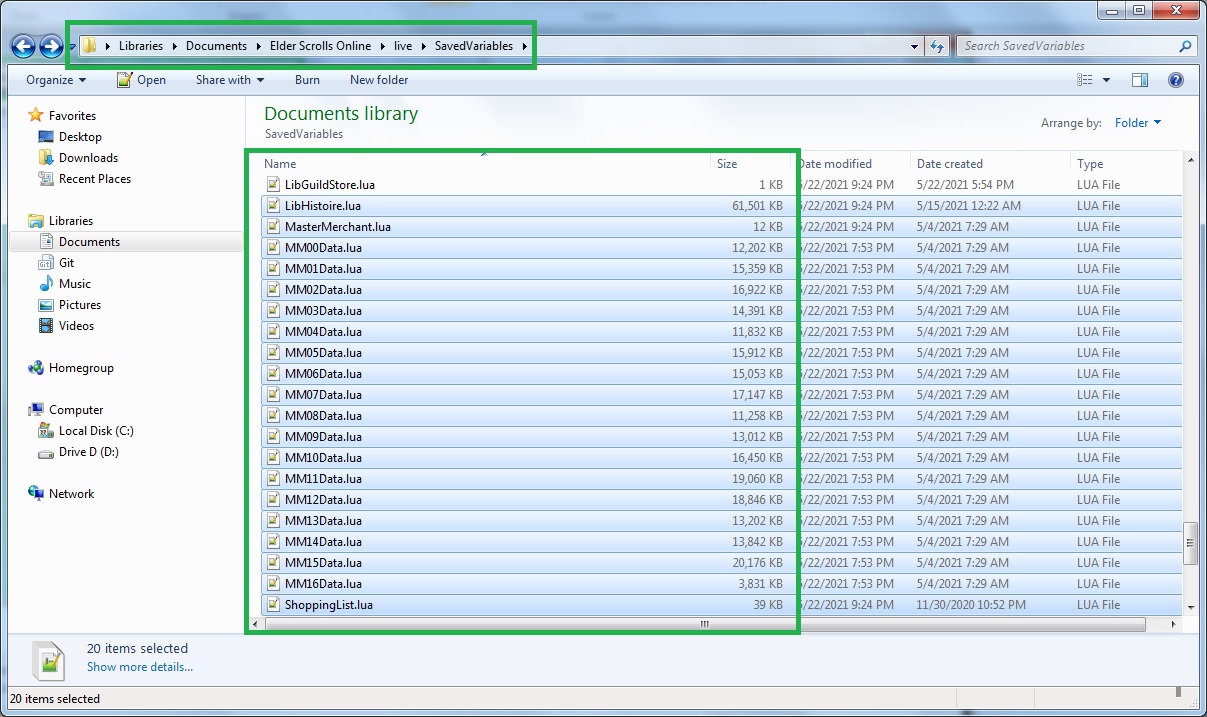 Libraries Documents Elder Scrolls Online live SavedVariables Search SavedVariables
Organize Open Share with Burn New folder
Favorites
Desktop
Downloads
Recent Places
Libraries
Documents
Git
Music
Pictures
Videos
Homegroup
Computer
Local Disk (C:)
Drive D (D:)
Network
Documents library
SavedVariables
Arrange by: Folder
Name Size Date modified Date created Type
LibGuildStore.lua 1 KB 5/22/2021 9:24 PM 5/22/2021 5:54 PM LUA File
LibHistoire.lua 61,501 KB 5/22/2021 9:24 PM 5/15/2021 12:22 AM LUA File
MasterMerchant.lua 12 KB 5/22/2021 9:24 PM 5/4/2021 7:29 AM LUA File
MM00Data.lua 12,202 KB 5/22/2021 7:53 PM 5/4/2021 7:29 AM LUA File
MM01Data.lua 15,359 KB 5/22/2021 7:53 PM 5/4/2021 7:29 AM LUA File
MM02Data.lua 16,922 KB 5/22/2021 7:53 PM 5/4/2021 7:29 AM LUA File
MM03Data.lua 14,391 KB 5/22/2021 7:53 PM 5/4/2021 7:29 AM LUA File
MM04Data.lua 11,832 KB 5/22/2021 7:53 PM 5/4/2021 7:29 AM LUA File
MM05Data.lua 15,912 KB 5/22/2021 7:53 PM 5/4/2021 7:29 AM LUA File
MM06Data.lua 15,053 KB 5/22/2021 7:53 PM 5/4/2021 7:29 AM LUA File
MM07Data.lua 17,147 KB 5/22/2021 7:53 PM 5/4/2021 7:29 AM LUA File
MM08Data.lua 11,258 KB 5/22/2021 7:53 PM 5/4/2021 7:29 AM LUA File
MM09Data.lua 13,012 KB 5/22/2021 7:53 PM 5/4/2021 7:29 AM LUA File
MM10Data.lua 16,450 KB 5/22/2021 7:53 PM 5/4/2021 7:29 AM LUA File
MM11Data.lua 19,060 KB 5/22/2021 7:53 PM 5/4/2021 7:29 AM LUA File
MM12Data.lua 18,846 KB 5/22/2021 7:53 PM 5/4/2021 7:29 AM LUA File
MM13Data.lua 13,202 KB 5/22/2021 7:53 PM 5/4/2021 7:29 AM LUA File
MM14Data.lua 13,842 KB 5/22/2021 7:53 PM 5/4/2021 7:29 AM LUA File
MM15Data.lua 20,176 KB 5/22/2021 7:53 PM 5/4/2021 7:29 AM LUA File
MM16Data.lua 3,831 KB 5/22/2021 7:53 PM 5/4/2021 7:29 AM LUA File
ShoppingList.lua 39 KB 5/22/2021 9:24 PM 11/30/2020 10:52 PM LUA File
20 items selected
Show more details...
20 items selected